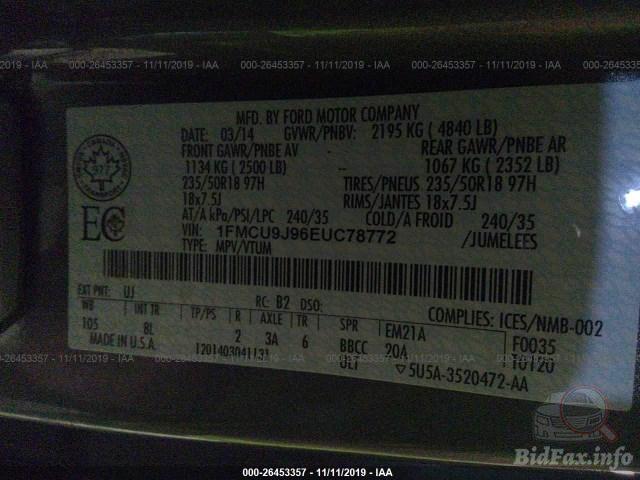 000-26453357 - 11/11/2019 - IAA 000-26453357 - 11/11/2019 - IAA 000-26453357 - 11/11/2019 - IAA
MFD. BY FORD MOTOR COMPANY
DATE: 03/14 GVWR/PNBV: 2195 KG ( 4840 LB)
FRONT GAWR/PNBE AV REAR GAWR/PNBE AR
1134 KG ( 2500 LB) -- 1067 KG ( 2352 LB)
235/50R18 97H TIRES/PNEUS 235/50R18 97H
18x7.5J RIMS/JANTES 18x7.5J
AT/A kPa/PSI/LPC 240/35 COLD/A FROID 240/35
VIN: 1FMCU9J96EUC78772 /JUMELEES
TYPE: MPV/VTUM
EC
977
CANADA
EXT PNT: UJ RC: B2 DSO: COMPLIES: ICES/NMB-002
WB INT TR TP/PS R AXLE TR SPR EM21A F0035
105 8L 2 3A 6 BBCC 20A 10120
MADE IN U.S.A. 5U5A-3520472-AA
000-26453357 - 11/11/2019 - IAA
BidFax.info